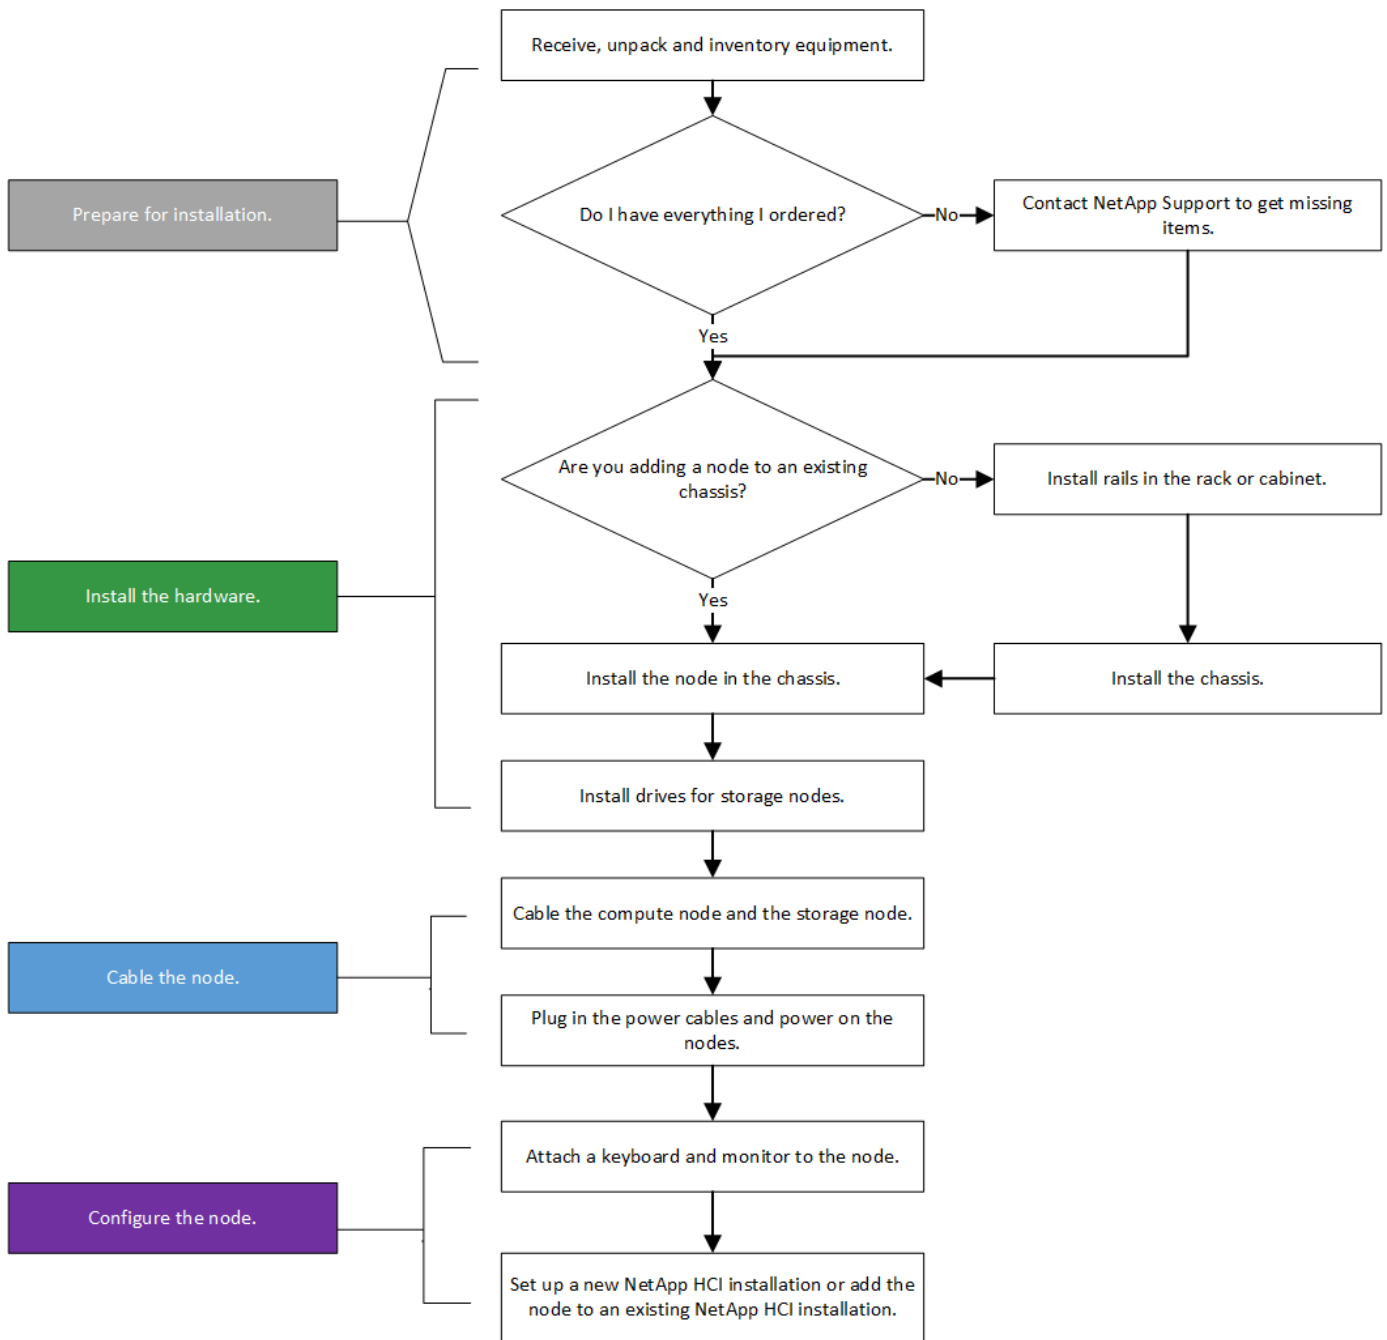 Receive, unpack and inventory equipment.
Prepare for installation.
Do I have everything I ordered?
No
Contact NetApp Support to get missing
items.
Yes
Are you adding a node to an existing
chassis?
No
Install rails in the rack or cabinet.
Install the hardware.
Yes
Install the node in the chassis.
Install the chassis.
Install drives for storage nodes.
Cable the compute node and the storage node.
Cable the node.
Plug in the power cables and power on the
nodes.
Attach a keyboard and monitor to the node.
Configure the node.
Set up a new NetApp HCI installation or add the
node to an existing NetApp HCI installation.